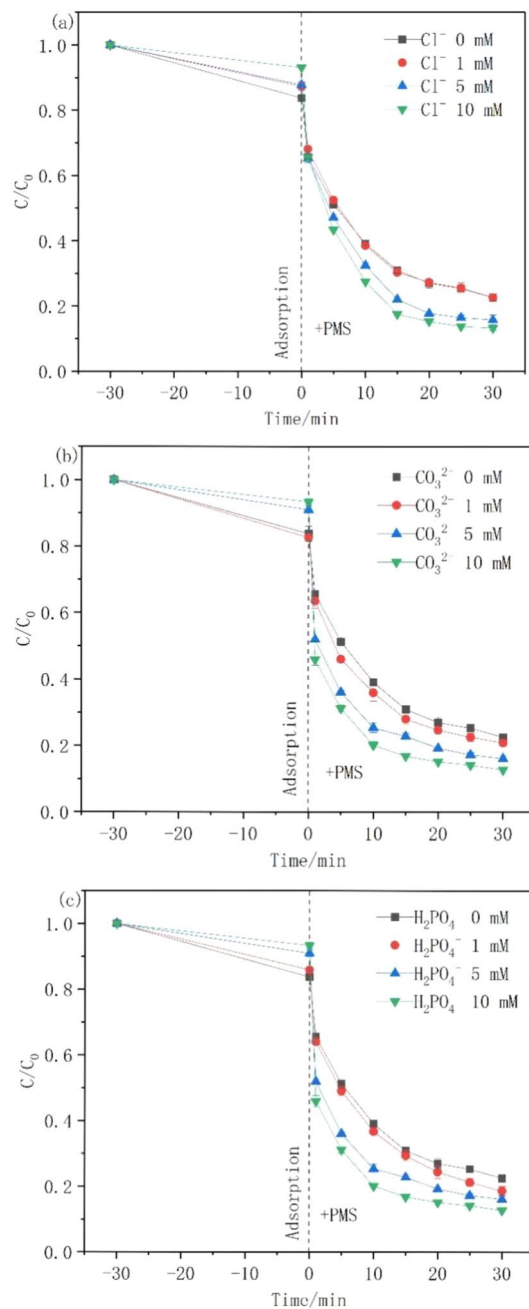 (a)
Cl⁻ 0 mM
Cl⁻ 1 mM
Cl⁻ 5 mM
Cl⁻ 10 mM
1.0
0.8
0.6
0.4
0.2
0.0
C/C₀
Adsorption
+PMS
-30 -20 -10 0 10 20 30
Time/min
(b)
CO₃²⁻ 0 mM
CO₃²⁻ 1 mM
CO₃² 5 mM
CO₃²⁻ 10 mM
1.0
0.8
0.6
0.4
0.2
0.0
C/C₀
Adsorption
+PMS
-30 -20 -10 0 10 20 30
Time/min
(c)
H₂PO₄ 0 mM
H₂PO₄⁻ 1 mM
H₂PO₄⁻ 5 mM
H₂PO₄ 10 mM
1.0
0.8
0.6
0.4
0.2
0.0
C/C₀
Adsorption
+PMS
-30 -20 -10 0 10 20 30
Time/min